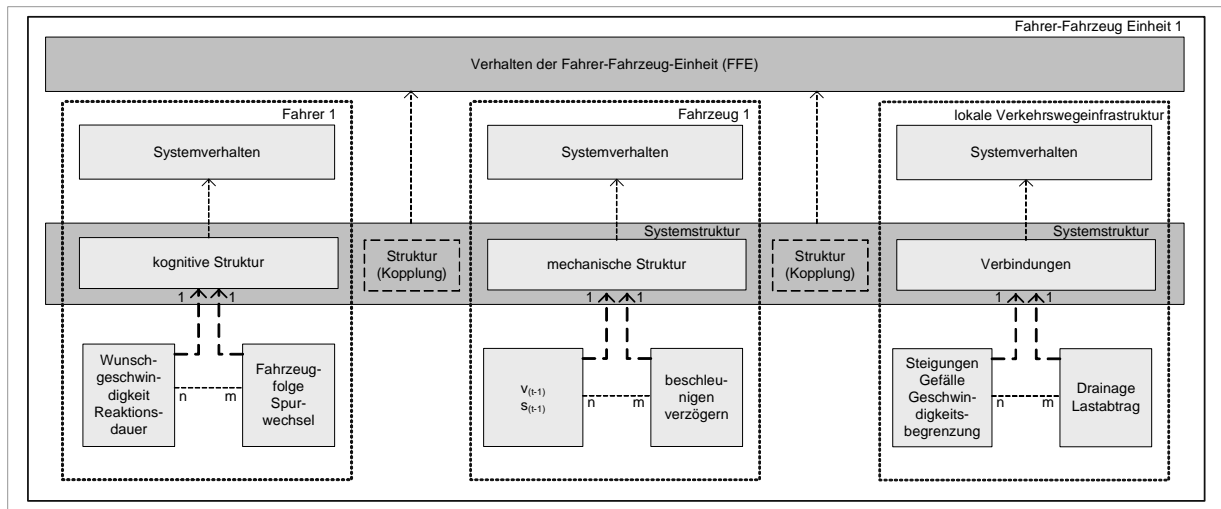 Fahrer-Fahrzeug Einheit 1
Verhalten der Fahrer-Fahrzeug-Einheit (FFE)
Fahrer 1
Systemverhalten
kognitive Struktur
1 1
Wunsch-
geschwin-
digkeit
Reaktions-
dauer
n m
Fahrzeug-
folge
Spur-
wechsel
Struktur
(Kopplung)
Fahrzeug 1
Systemverhalten
Systemstruktur
mechanische Struktur
1 1
v(t-1)
s(t-1)
n m
beschleu-
nigen
verzögern
Struktur
(Kopplung)
lokale Verkehrswegeinfrastruktur
Systemverhalten
Systemstruktur
Verbindungen
1 1
Steigungen
Gefälle
Geschwin-
digkeits-
begrenzung
n m
Drainage
Lastabtrag